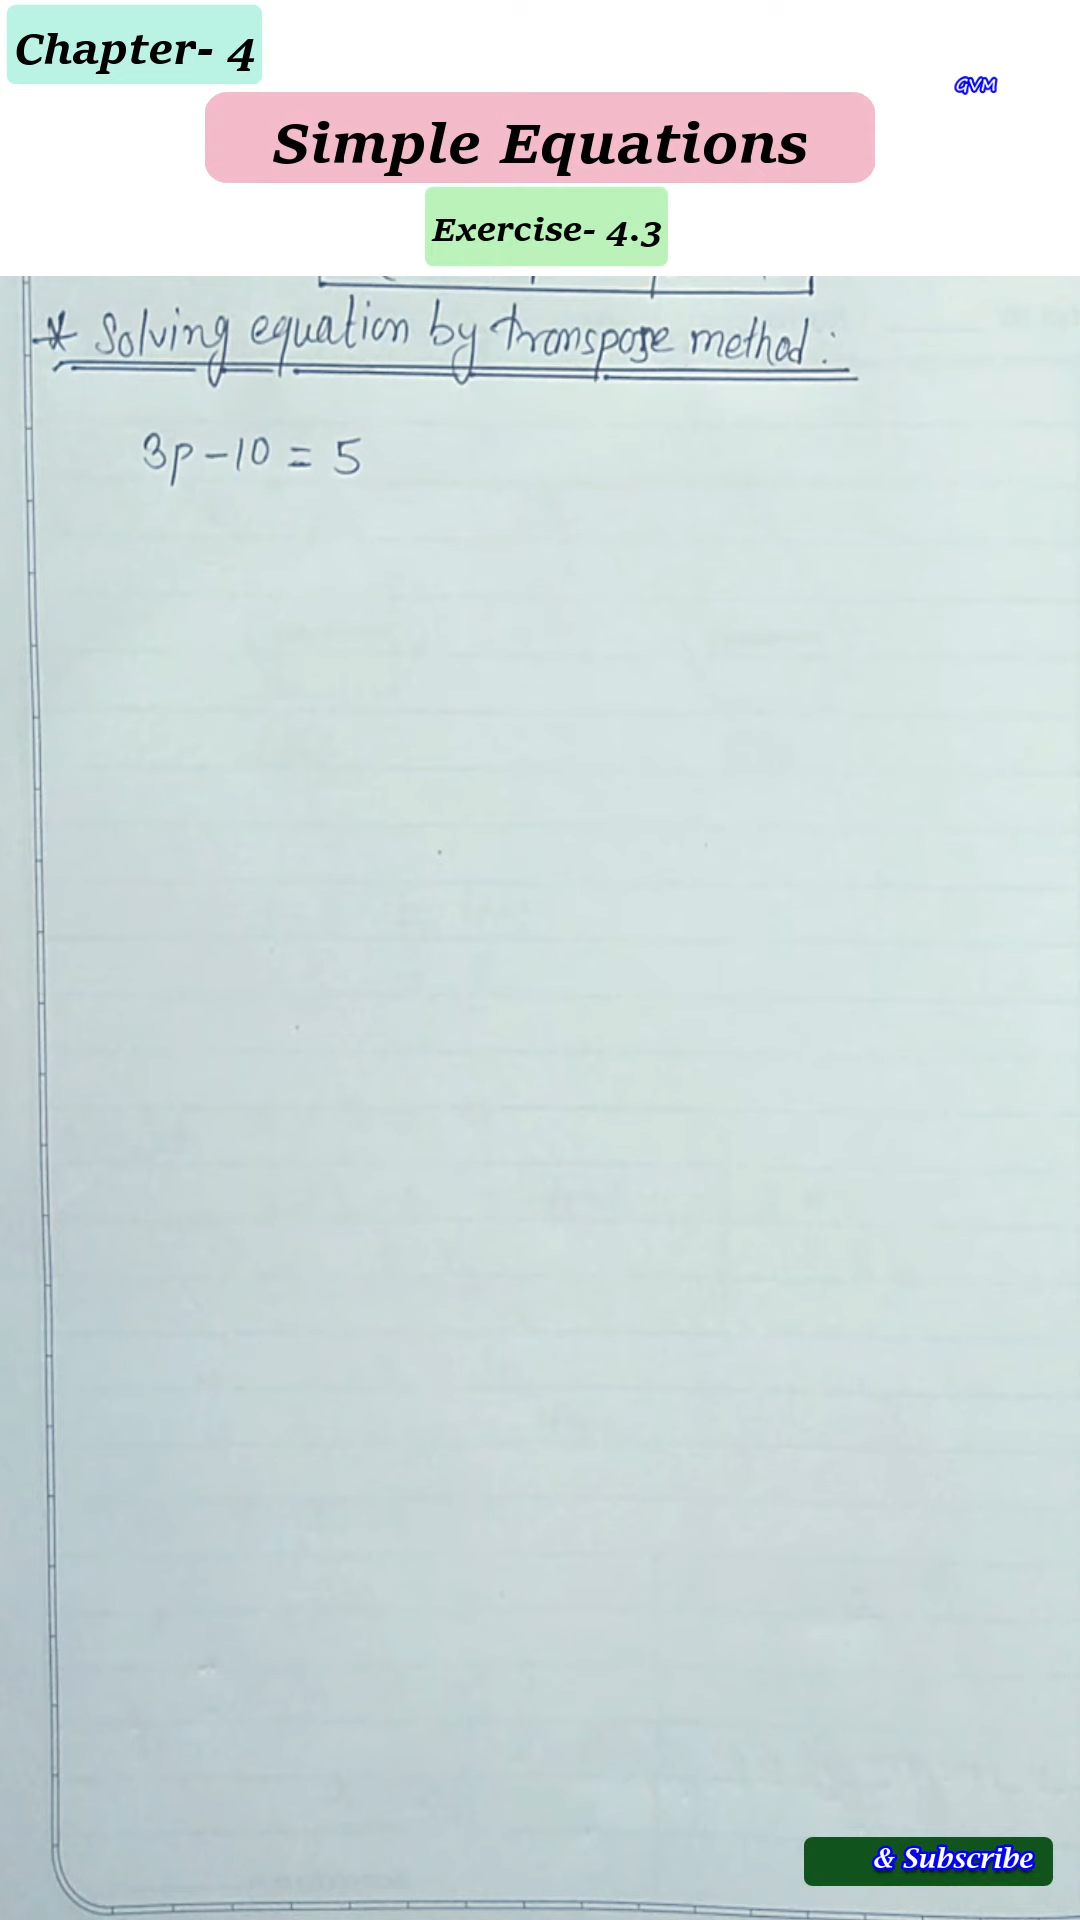 Chapter- 4
GVM
Simple Equations
Exercise- 4.3
* Solving equation by transpose method :
3p - 10 = 5
& Subscribe